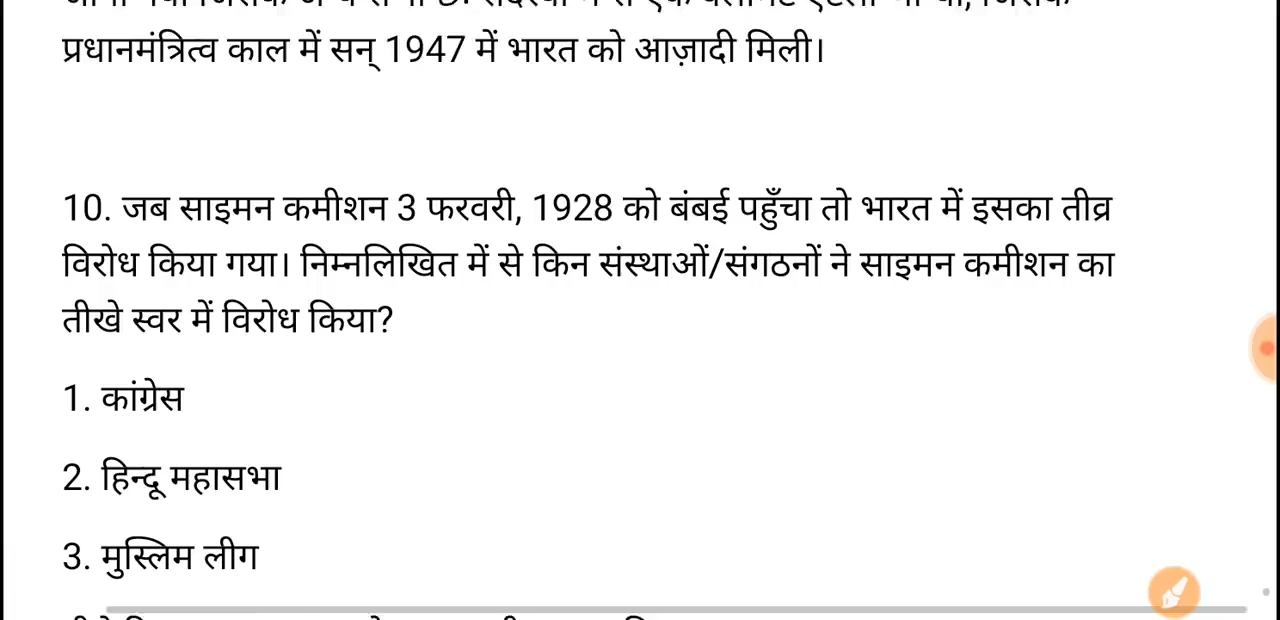 प्रधानमंत्रित्व काल में सन् 1947 में भारत को आज़ादी मिली।
10. जब साइमन कमीशन 3 फरवरी, 1928 को बंबई पहुँचा तो भारत में इसका तीव्र
विरोध किया गया। निम्नलिखित में से किन संस्थाओं/संगठनों ने साइमन कमीशन का
तीखे स्वर में विरोध किया?
1. कांग्रेस
2. हिन्दू महासभा
3. मुस्लिम लीग